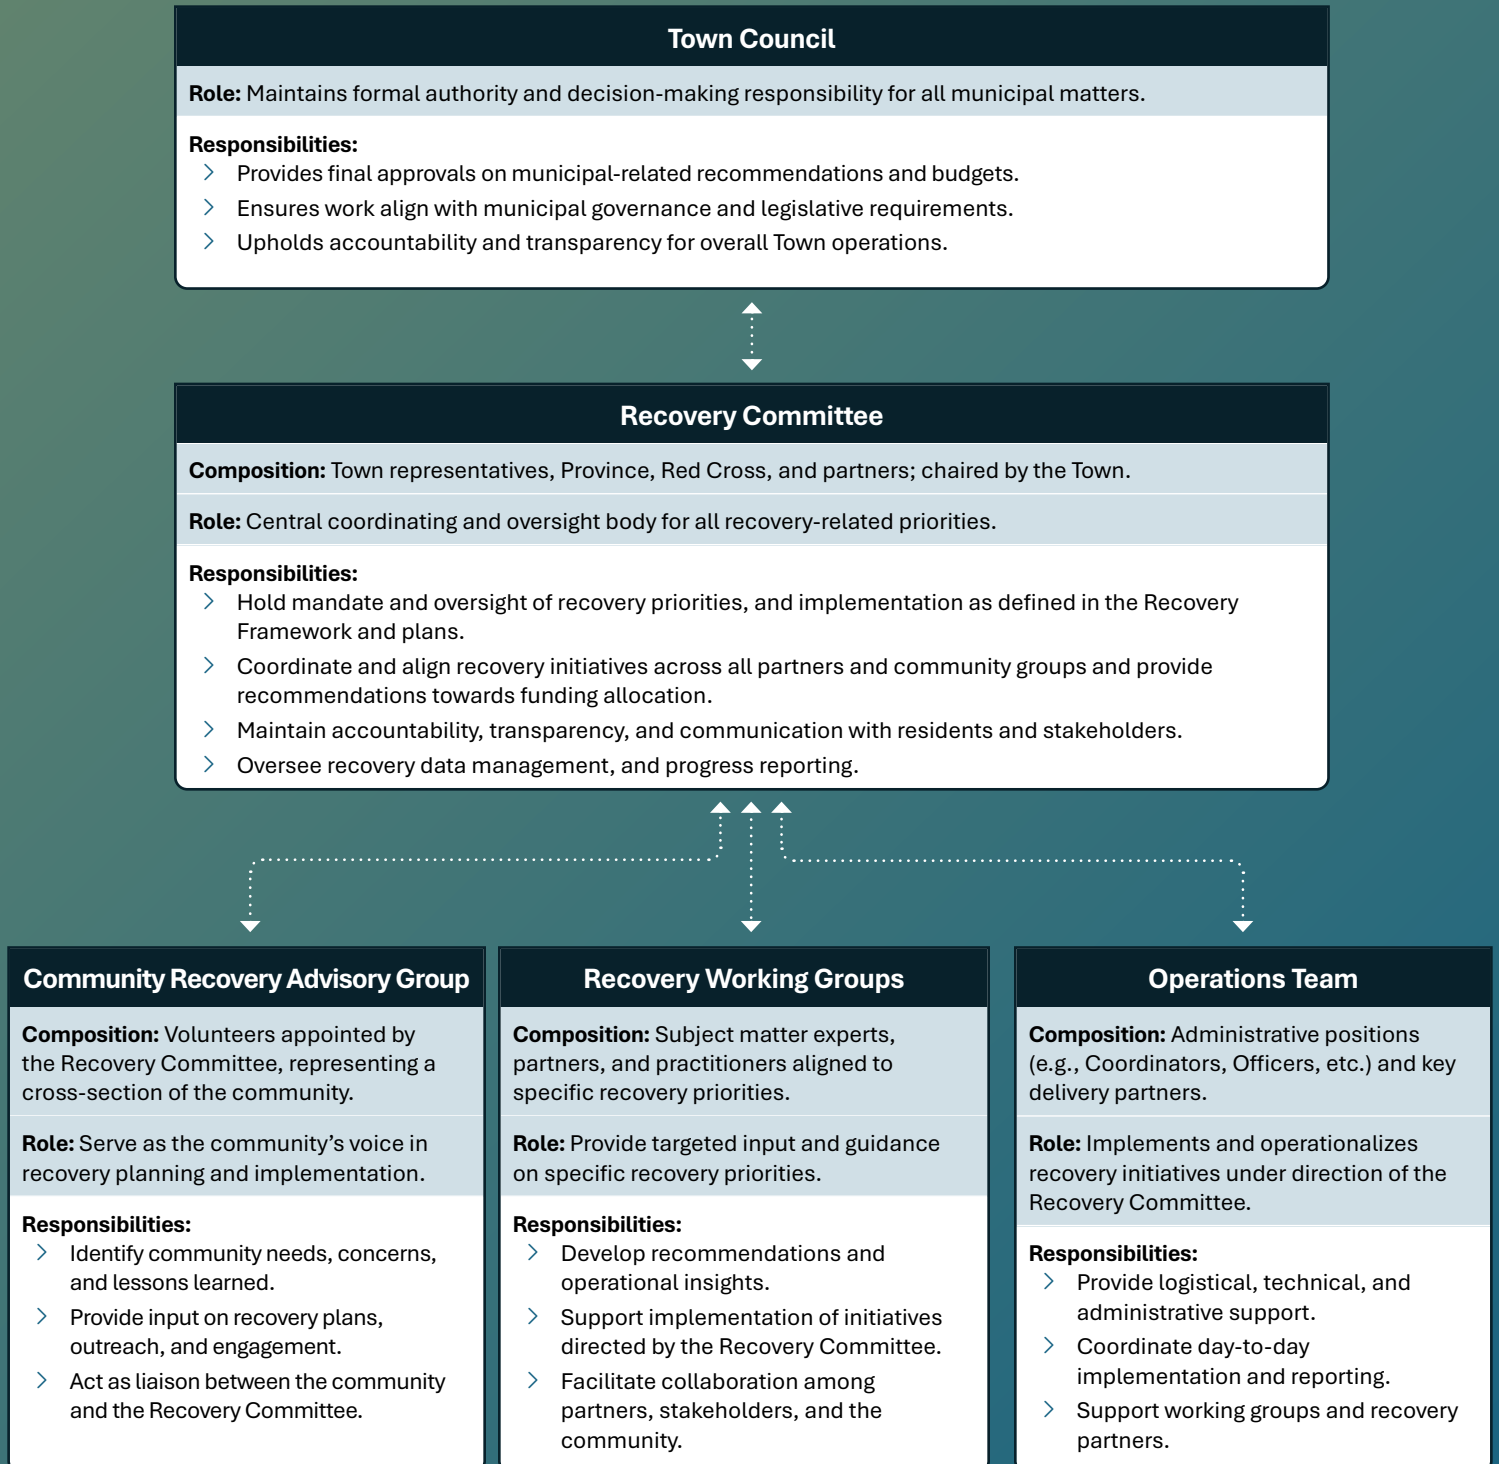 Town Council
Role: Maintains formal authority and decision-making responsibility for all municipal matters.
Responsibilities:
Provides final approvals on municipal-related recommendations and budgets.
Ensures work align with municipal governance and legislative requirements.
Upholds accountability and transparency for overall Town operations.
Recovery Committee
Composition: Town representatives, Province, Red Cross, and partners; chaired by the Town.
Role: Central coordinating and oversight body for all recovery-related priorities.
Responsibilities:
Hold mandate and oversight of recovery priorities, and implementation as defined in the Recovery
Framework and plans.
Coordinate and align recovery initiatives across all partners and community groups and provide
recommendations towards funding allocation.
Maintain accountability, transparency, and communication with residents and stakeholders.
Oversee recovery data management, and progress reporting.
Community Recovery Advisory Group
Composition: Volunteers appointed by
the Recovery Committee, representing a
cross-section of the community.
Role: Serve as the community’s voice in
recovery planning and implementation.
Responsibilities:
Identify community needs, concerns,
and lessons learned.
Provide input on recovery plans,
outreach, and engagement.
Act as liaison between the community
and the Recovery Committee.
Recovery Working Groups
Composition: Subject matter experts,
partners, and practitioners aligned to
specific recovery priorities.
Role: Provide targeted input and guidance
on specific recovery priorities.
Responsibilities:
Develop recommendations and
operational insights.
Support implementation of initiatives
directed by the Recovery Committee.
Facilitate collaboration among
partners, stakeholders, and the
community.
Operations Team
Composition: Administrative positions
(e.g., Coordinators, Officers, etc.) and key
delivery partners.
Role: Implements and operationalizes
recovery initiatives under direction of the
Recovery Committee.
Responsibilities:
Provide logistical, technical, and
administrative support.
Coordinate day-to-day
implementation and reporting.
Support working groups and recovery
partners.